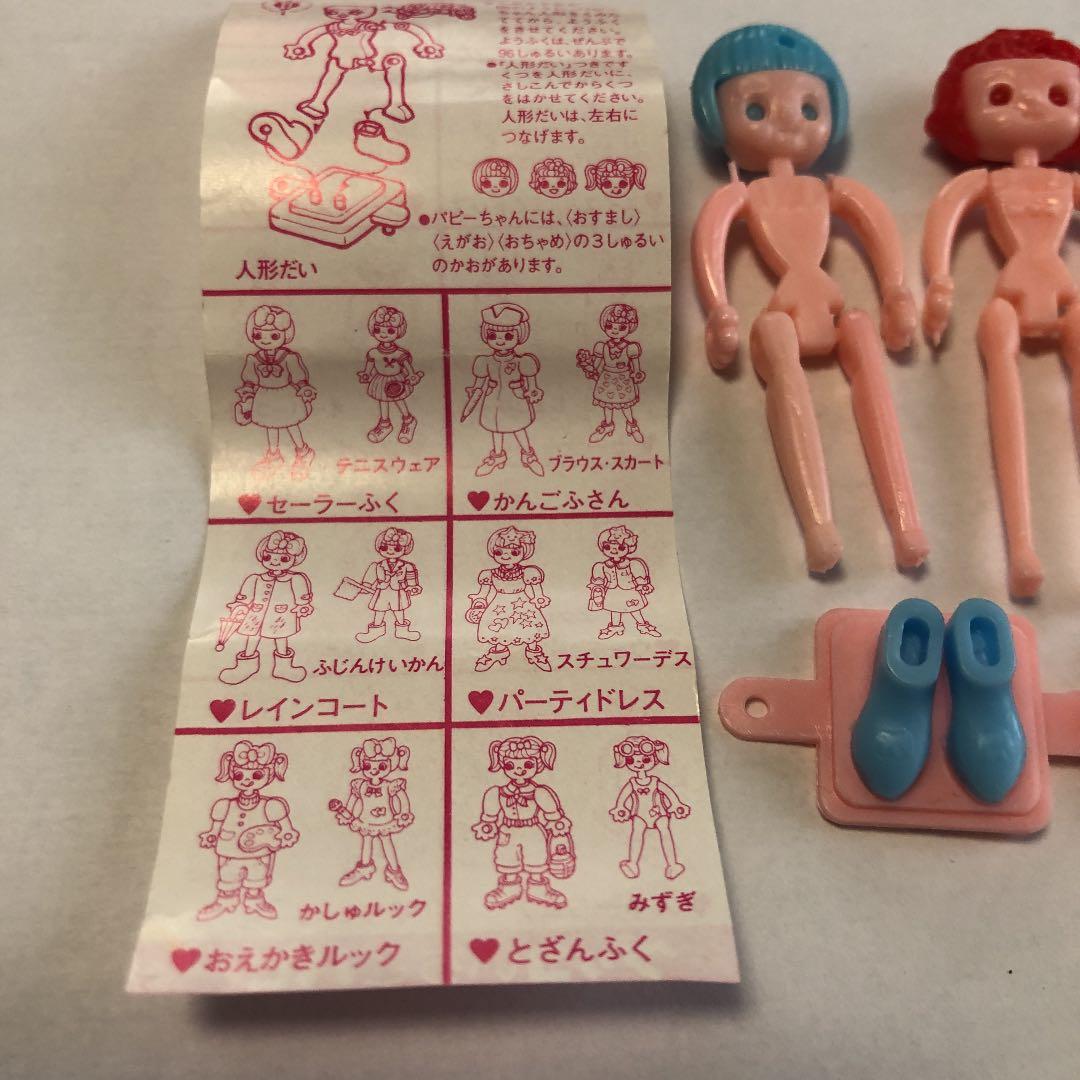 てから、ようふく
をきせてください。
ようふくは、ぜんぶで
96しゅるいあります。
●「人形だい」つきです
くつを人形だいに、
さしこんでからくつ
をはかせてください。
人形だいは、左右に
つなげます。
●パピーちゃんには、〈おすまし〉
〈えがお〉〈おちゃめ〉の3しゅるい
のかおがあります。
人形だい
テニスウェア
♥セーラーふく
ブラウス・スカート
♥かんごふさん
ふじんけいかん
♥レインコート
スチュワーデス
♥パーティドレス
かしゅルック
♥おえかきルック
みずぎ
♥とざんふく